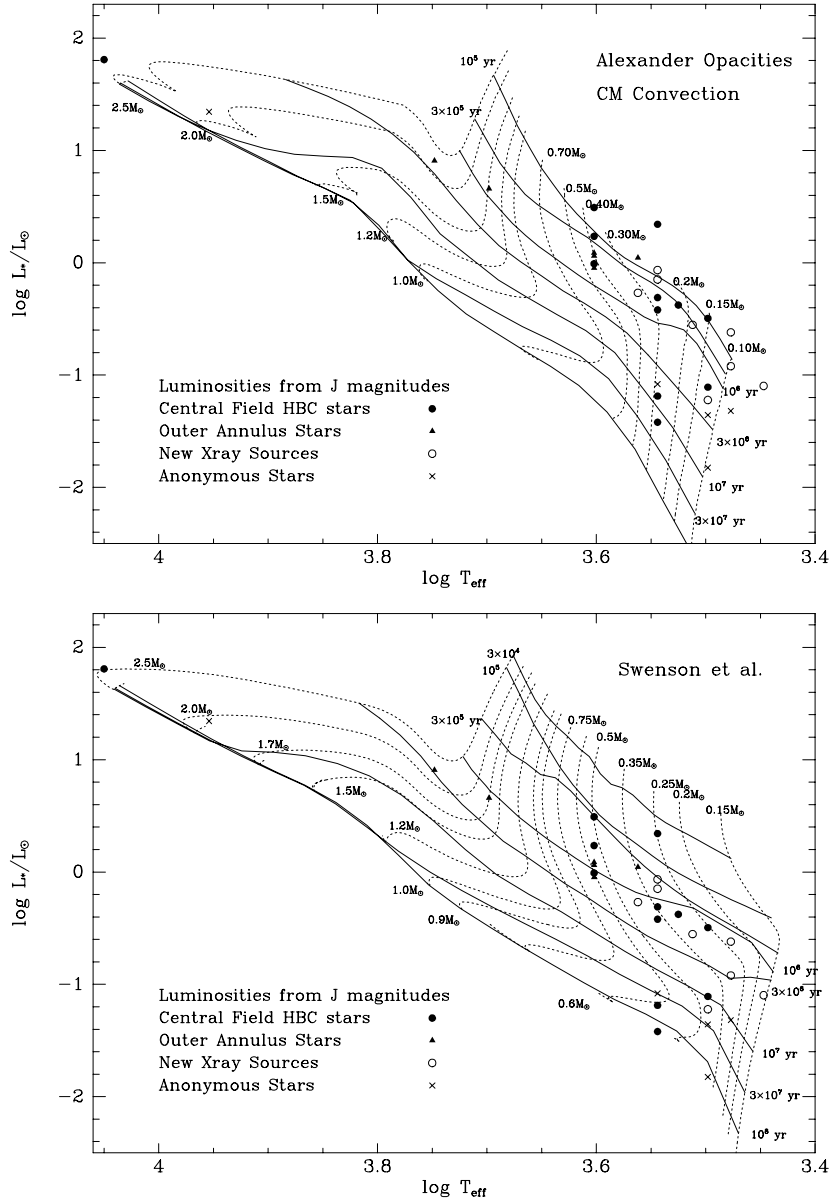 2
1
0
−1
−2
log L*/L⊙
10⁵ yr
3×10⁵ yr
Alexander Opacities
CM Convection
2.5M⊙
2.0M⊙
1.5M⊙
1.2M⊙
1.0M⊙
0.70M⊙
0.5M⊙
0.40M⊙
0.30M⊙
0.2M⊙
0.15M⊙
0.10M⊙
10⁶ yr
3×10⁶ yr
10⁷ yr
3×10⁷ yr
Luminosities from J magnitudes
Central Field HBC stars
Outer Annulus Stars
New Xray Sources
Anonymous Stars
4 3.8 3.6 3.4
log Teff
2
1
0
−1
−2
log L*/L⊙
3×10⁴
10⁵
3×10⁵ yr
Swenson et al.
2.5M⊙
2.0M⊙
1.7M⊙
1.5M⊙
1.2M⊙
1.0M⊙
0.9M⊙
0.6M⊙
0.75M⊙
0.5M⊙
0.35M⊙
0.25M⊙
0.2M⊙
0.15M⊙
10⁶ yr
3×10⁶ yr
10⁷ yr
3×10⁷ yr
10⁸ yr
Luminosities from J magnitudes
Central Field HBC stars
Outer Annulus Stars
New Xray Sources
Anonymous Stars
4 3.8 3.6 3.4
log Teff